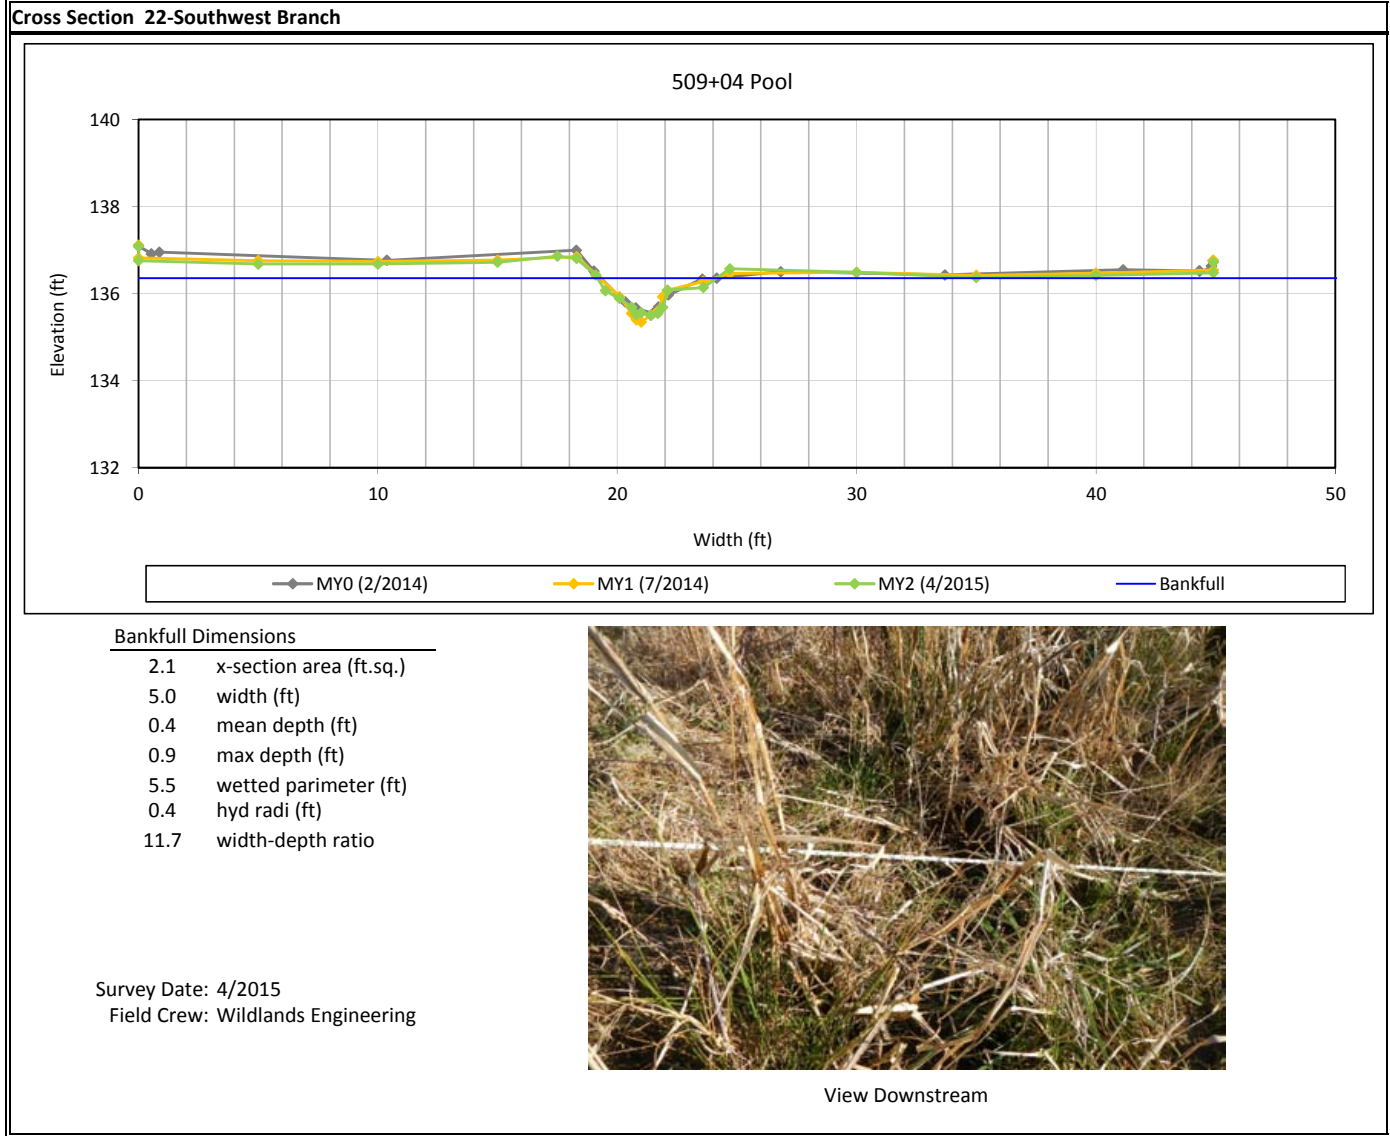 Cross Section  22-Southwest Branch
509+04 Pool
140
138
136
134
132
Elevation (ft)
0 10 20 30 40 50
Width (ft)
MY0 (2/2014) MY1 (7/2014) MY2 (4/2015) Bankfull
Bankfull Dimensions
2.1 x-section area (ft.sq.)
5.0 width (ft)
0.4 mean depth (ft)
0.9 max depth (ft)
5.5 wetted parimeter (ft)
0.4 hyd radi (ft)
11.7 width-depth ratio
Survey Date: 4/2015
Field Crew: Wildlands Engineering
View Downstream